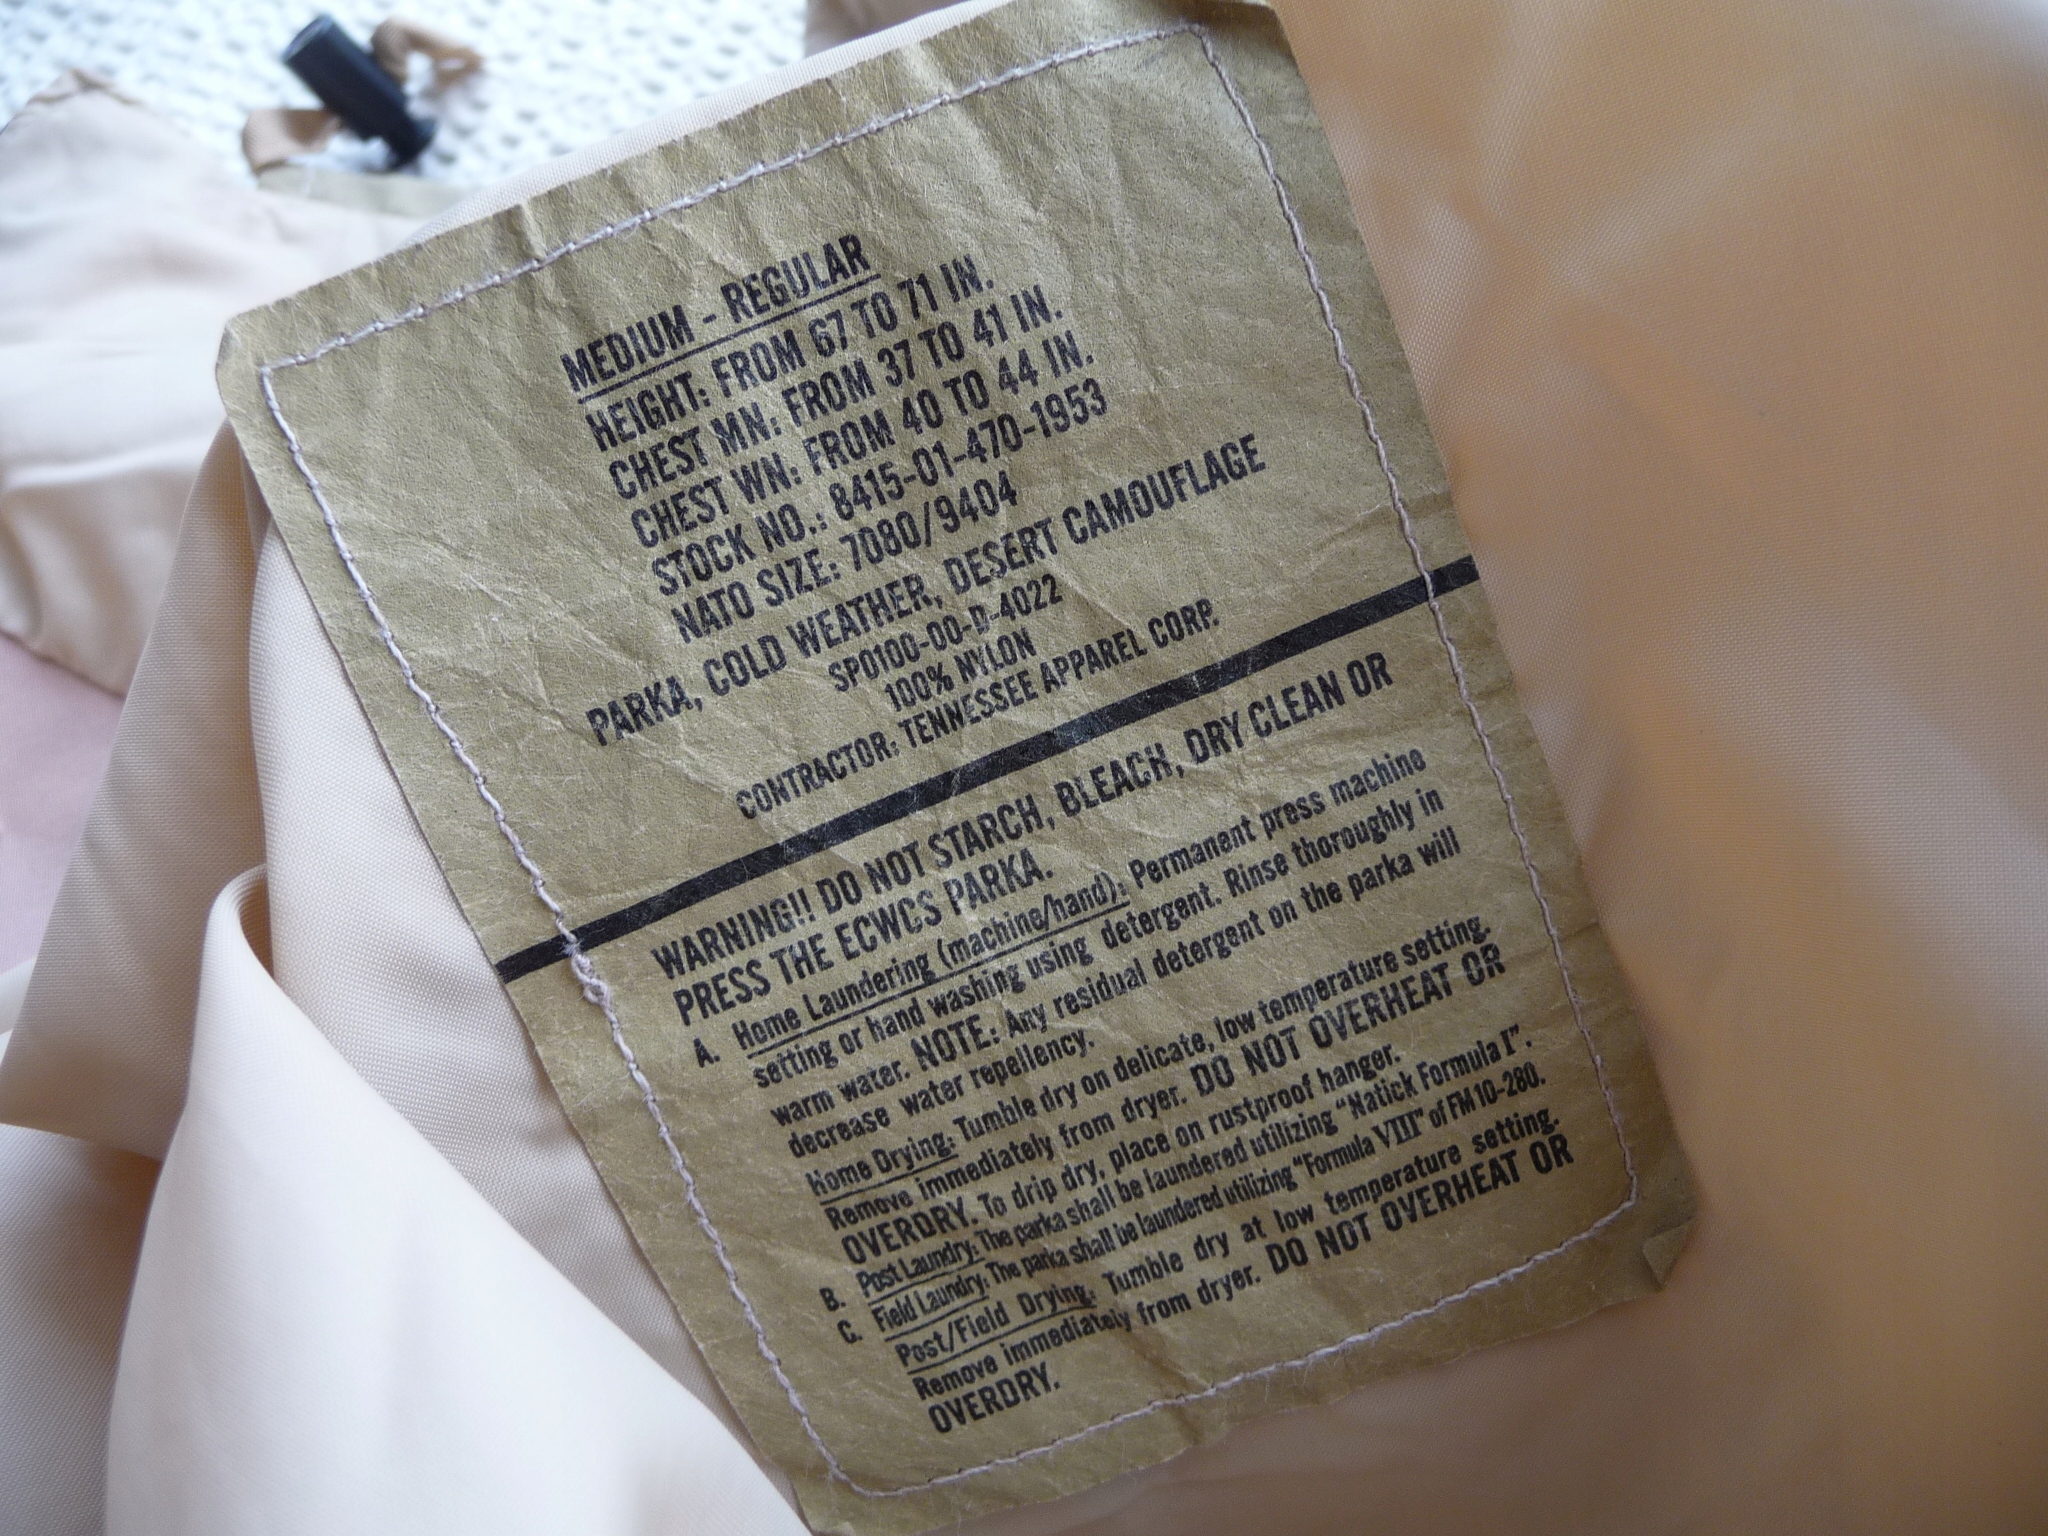 MEDIUM - REGULAR
HEIGHT: FROM 67 TO 71 IN.
CHEST MN: FROM 37 TO 41 IN.
CHEST WN: FROM 40 TO 44 IN.
STOCK NO.: 8415-01-470-1953
NATO SIZE: 7080/9404
PARKA, COLD WEATHER, DESERT CAMOUFLAGE
SPO100-00-D-4022
100% NYLON
CONTRACTOR: TENNESSEE APPAREL CORP.
WARNING!! DO NOT STARCH, BLEACH, DRY CLEAN OR
PRESS THE ECWCS PARKA.
A. Home Laundering (machine/hand): Permanent press machine
setting or hand washing using detergent. Rinse thoroughly in
warm water. NOTE: Any residual detergent on the parka will
decrease water repellency.
Home Drying: Tumble dry on delicate, low temperature setting.
Remove immediately from dryer. DO NOT OVERHEAT OR
OVERDRY. To drip dry, place on rustproof hanger.
B. Post Laundry: The parka shall be laundered utilizing "Natick Formula I".
C. Field Laundry: The parka shall be laundered utilizing "Formula VIII" of FM 10-280.
Post/Field Drying: Tumble dry at low temperature setting.
Remove immediately from dryer. DO NOT OVERHEAT OR
OVERDRY.